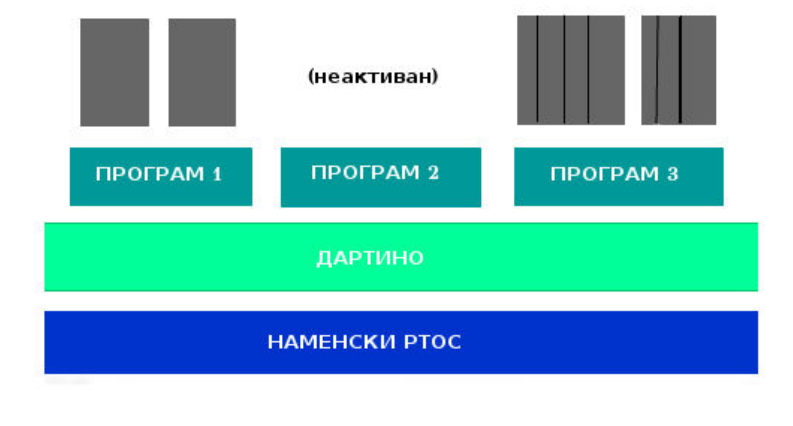 (неактиван)
ПРОГРАМ 1
ПРОГРАМ 2
ПРОГРАМ 3
ДАРТИНО
НАМЕНСКИ РТОС